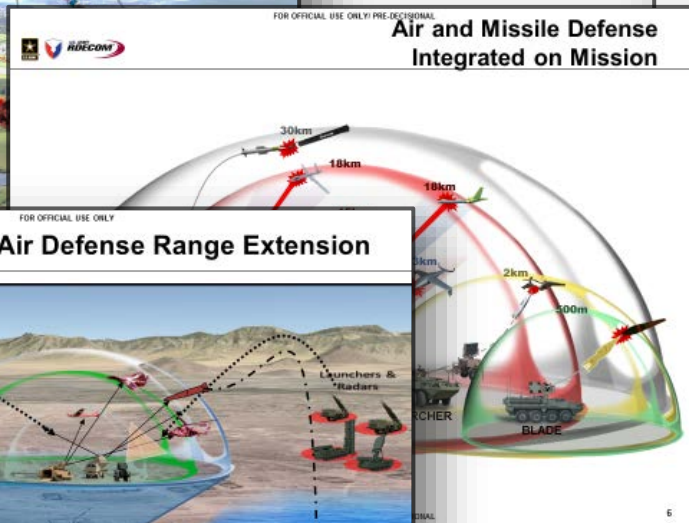 FOR OFFICIAL USE ONLY/ PRE-DECISIONAL
Air and Missile Defense
Integrated on Mission
RDECOM
30km
18km
18km
2km
500m
BLADE
6
FOR OFFICIAL USE ONLY
Air Defense Range Extension
Launchers &
Radars